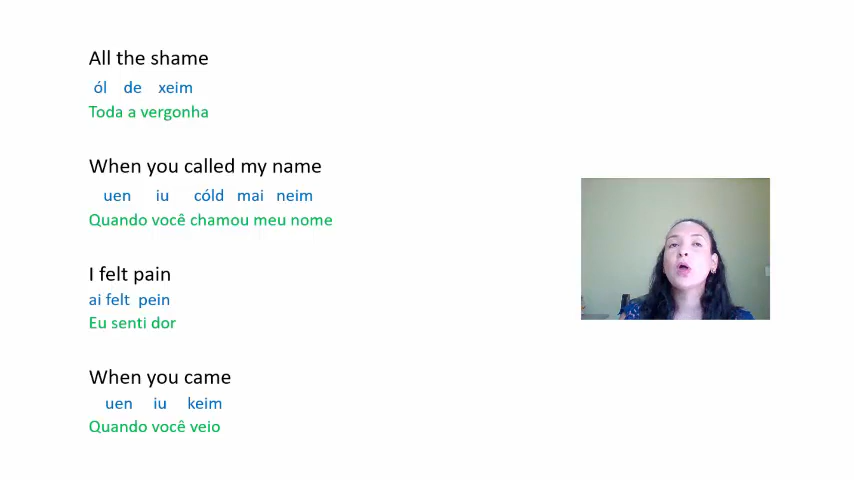 All the shame
ól de xeim
Toda a vergonha
When you called my name
uen iu cóld mai neim
Quando você chamou meu nome
I felt pain
ai felt pein
Eu senti dor
When you came
uen iu keim
Quando você veio